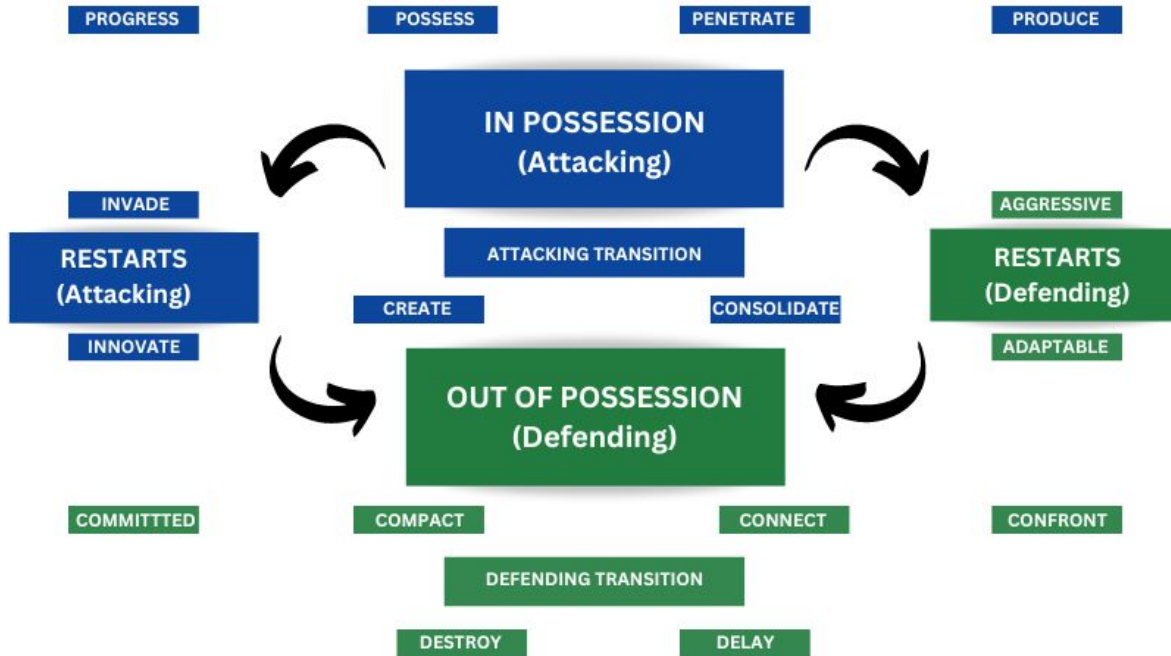 PROGRESS
POSSESS
PENETRATE
PRODUCE
IN POSSESSION
(Attacking)
INVADE
RESTARTS
(Attacking)
INNOVATE
ATTACKING TRANSITION
CREATE
CONSOLIDATE
AGGRESSIVE
RESTARTS
(Defending)
ADAPTABLE
OUT OF POSSESSION
(Defending)
COMMITTTED
COMPACT
CONNECT
CONFRONT
DEFENDING TRANSITION
DESTROY
DELAY